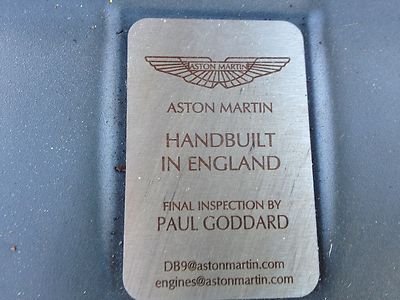 ASTON MARTIN
ASTON MARTIN
HANDBUILT
IN ENGLAND
FINAL INSPECTION BY
PAUL GODDARD
DB9@astonmartin.com
engines@astonmartin.com